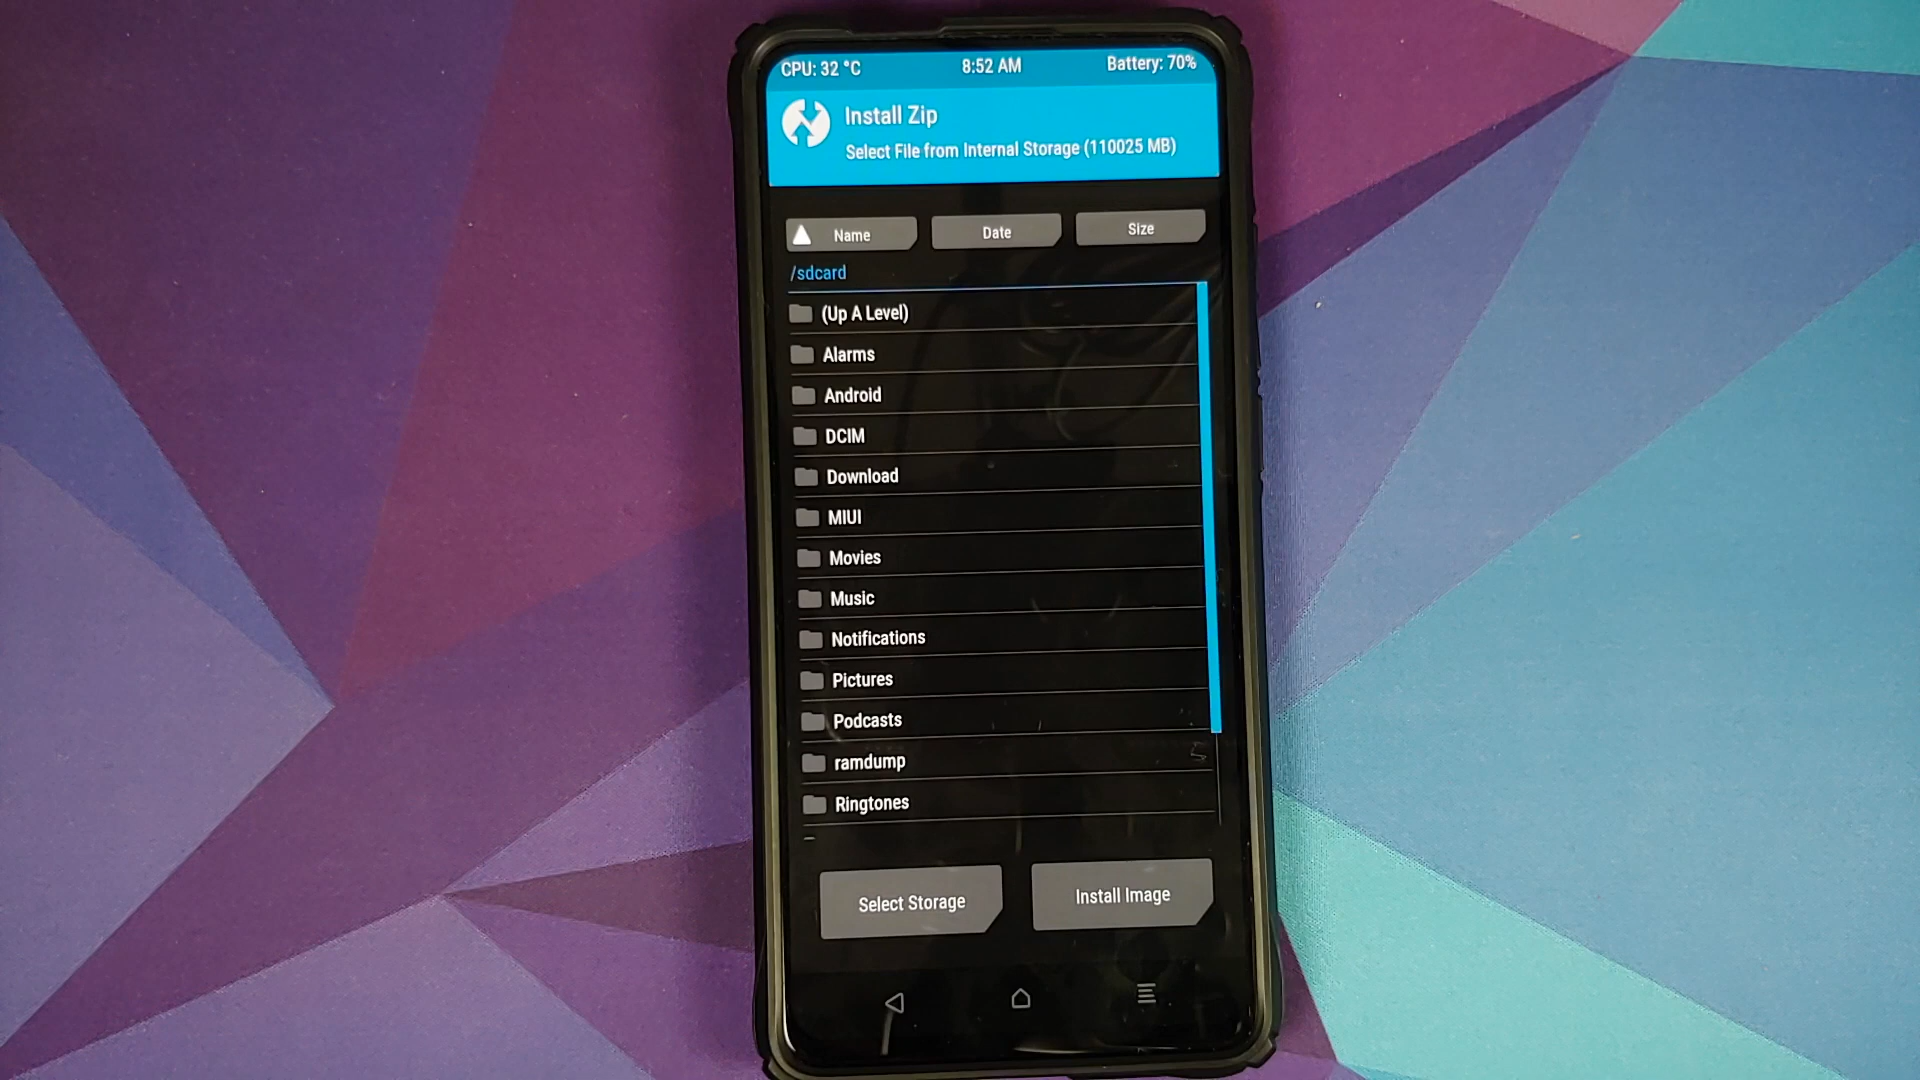 CPU: 32 °C 8:52 AM Battery: 70%
Install Zip
Select File from Internal Storage (110025 MB)
Name Date Size
/sdcard
(Up A Level)
Alarms
Android
DCIM
Download
MIUI
Movies
Music
Notifications
Pictures
Podcasts
ramdump
Ringtones
Select Storage Install Image